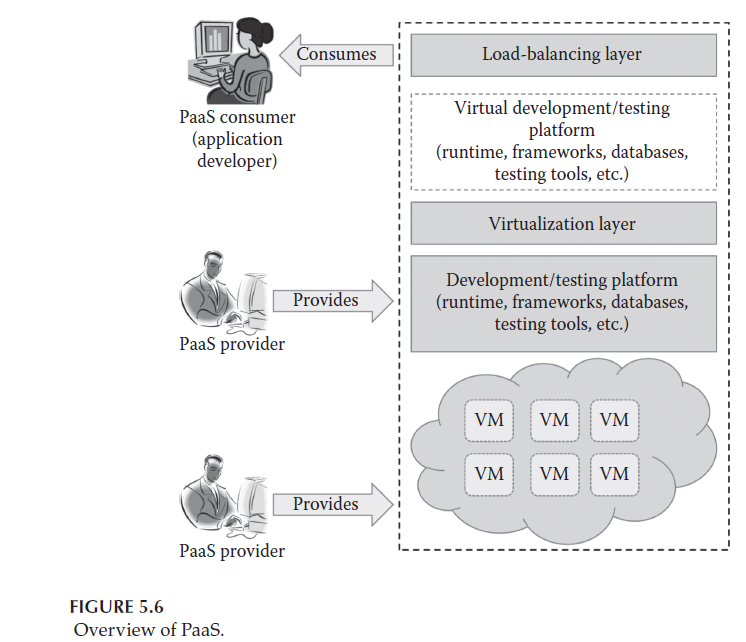 Consumes
Load-balancing layer
PaaS consumer
(application
developer)
Virtual development/testing
platform
(runtime, frameworks, databases,
testing tools, etc.)
Virtualization layer
Provides
PaaS provider
Development/testing platform
(runtime, frameworks, databases,
testing tools, etc.)
VM VM VM
VM VM VM
Provides
PaaS provider
FIGURE 5.6
Overview of PaaS.